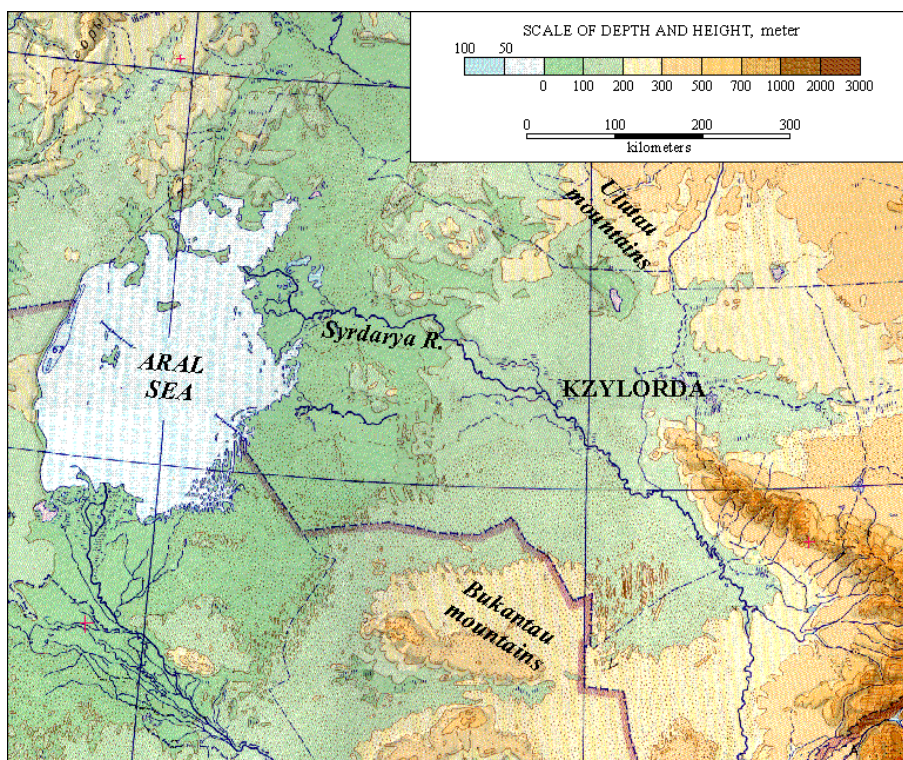 SCALE OF DEPTH AND HEIGHT, meter
100 50
0 100 200 300 500 700 1000 2000 3000
0 100 200 300
kilometers
Ulutau
mountains
Syrdarya R.
ARAL
SEA
KZYLORDA
Bukantau
mountains